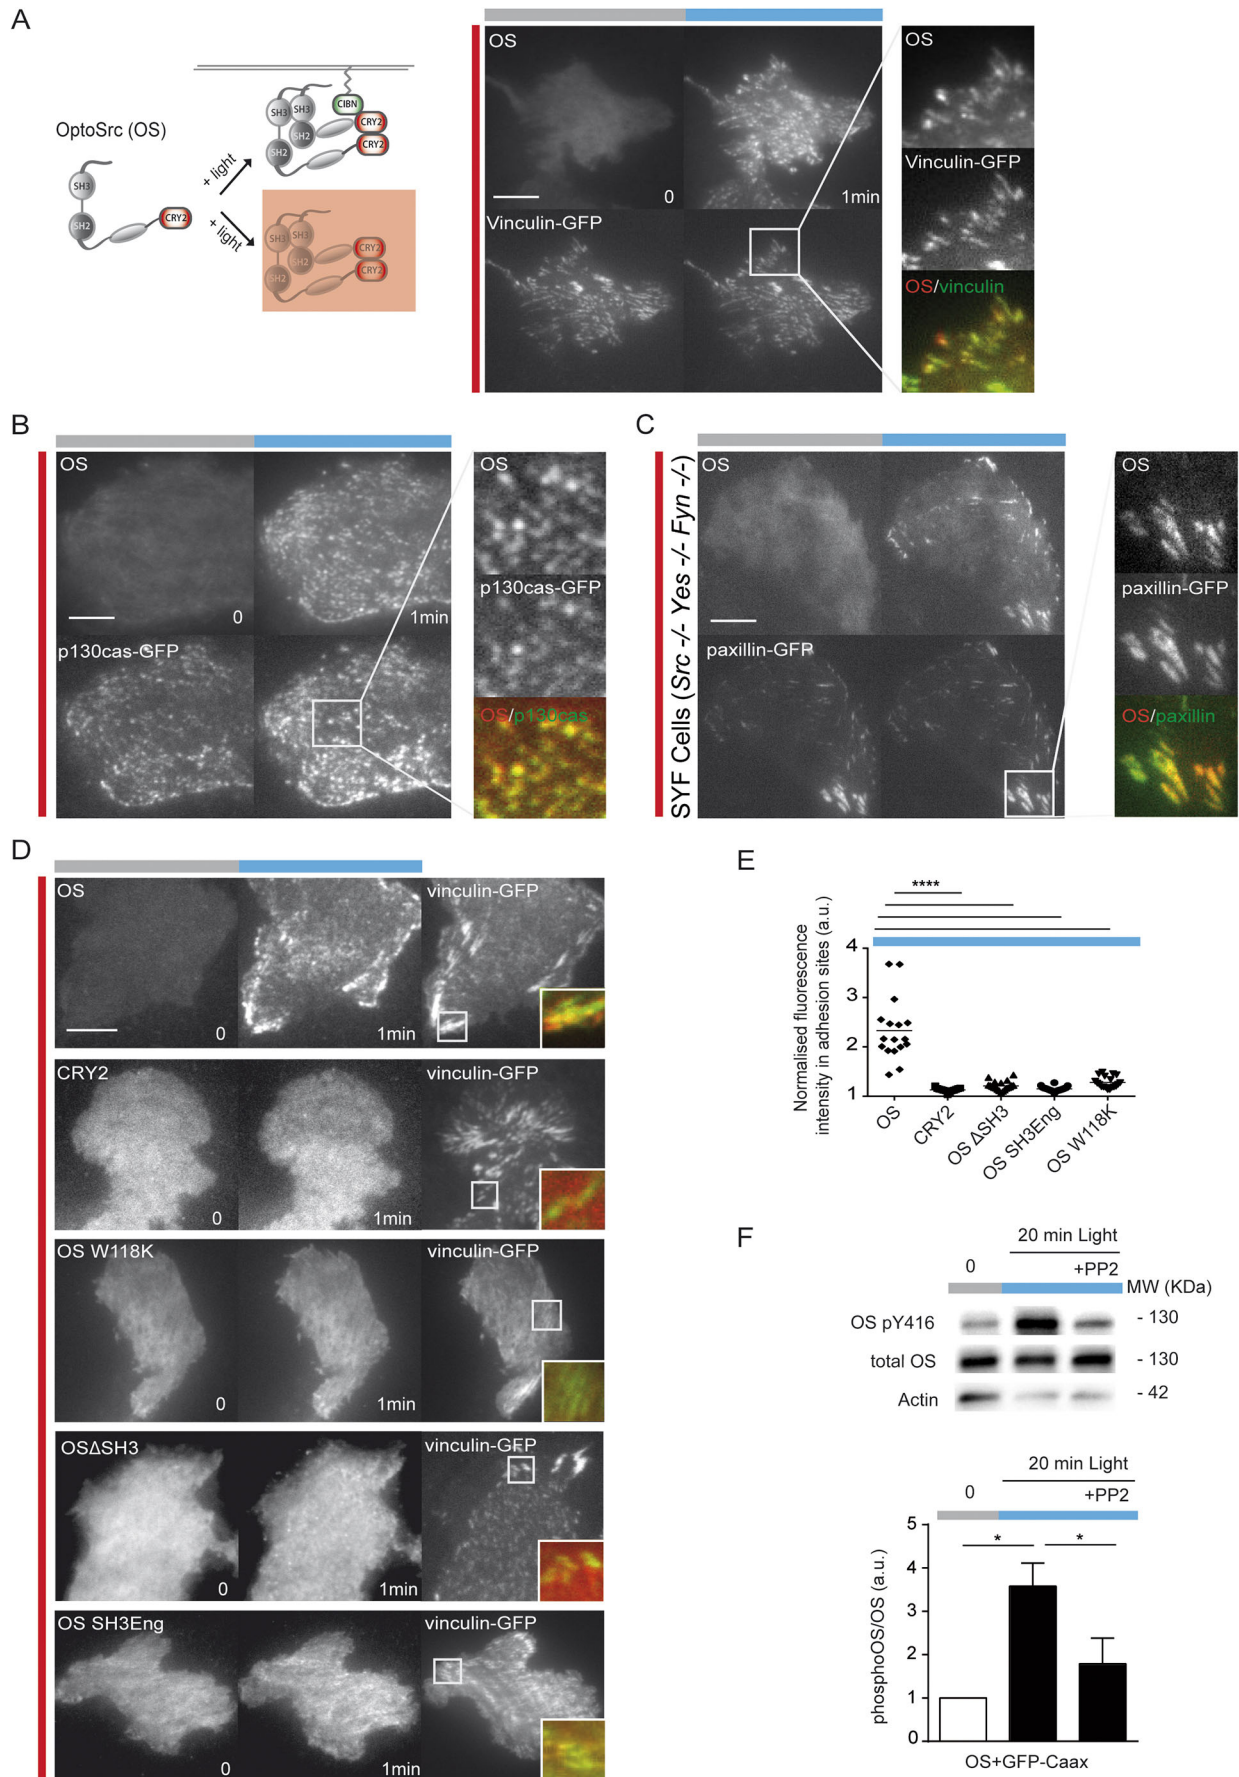 A
OptoSrc (OS)
SH3
SH2
CRY2
+ light
+ light
SH3
SH3
SH2
SH2
CIBN
CRY2
CRY2
SH3
SH3
SH2
SH2
CRY2
CRY2
OS
0
1min
Vinculin-GFP
OS
Vinculin-GFP
OS/vinculin
B
OS
0
1min
p130cas-GFP
OS
p130cas-GFP
OS/p130cas
C
SYF Cells (Src -/- Yes -/- Fyn -/-)
OS
paxillin-GFP
OS
paxillin-GFP
OS/paxillin
D
OS
0
1min
vinculin-GFP
CRY2
0
1min
vinculin-GFP
OS W118K
0
1min
vinculin-GFP
OSΔSH3
0
1min
vinculin-GFP
OS SH3Eng
0
1min
vinculin-GFP
E
****
Normalised fluorescence
intensity in adhesion sites (a.u.)
4
3
2
1
OS
CRY2
OS ΔSH3
OS SH3Eng
OS W118K
F
20 min Light
0
+PP2
MW (KDa)
OS pY416
- 130
total OS
- 130
Actin
- 42
20 min Light
0
+PP2
* *
phosphoOS/OS (a.u.)
5
4
3
2
1
0
OS+GFP-Caax